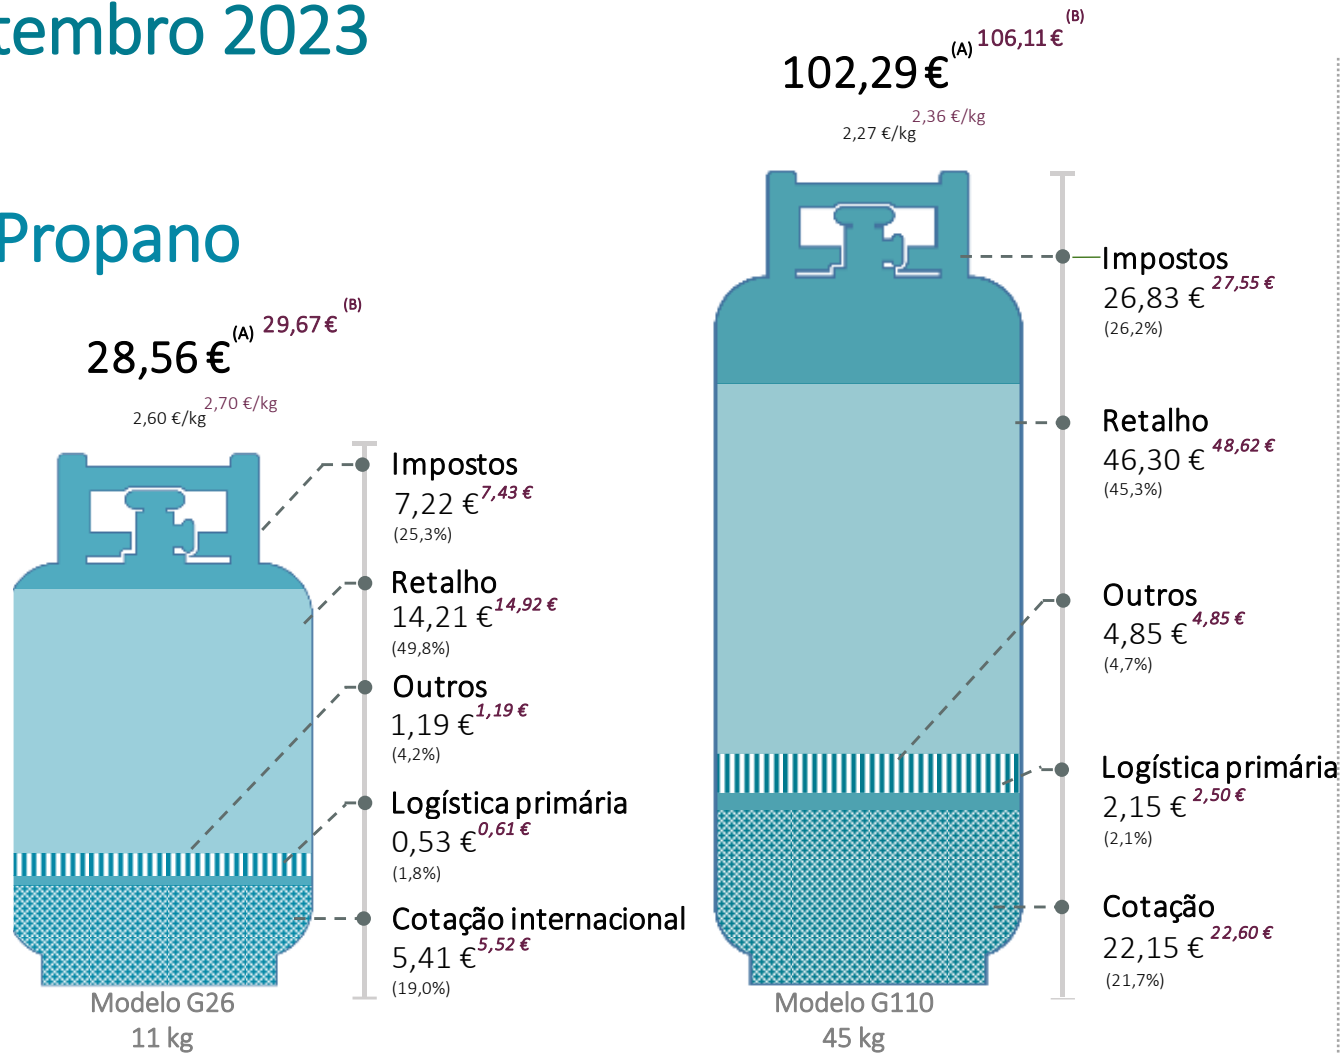 tembro 2023
Propano
28,56 € (A) 29,67 € (B)
2,60 €/kg 2,70 €/kg
Impostos
7,22 € 7,43 €
(25,3%)
Retalho
14,21 € 14,92 €
(49,8%)
Outros
1,19 € 1,19 €
(4,2%)
Logística primária
0,53 € 0,61 €
(1,8%)
Cotação internacional
5,41 € 5,52 €
(19,0%)
Modelo G26
11 kg
102,29 € (A) 106,11 € (B)
2,27 €/kg 2,36 €/kg
Impostos
26,83 € 27,55 €
(26,2%)
Retalho
46,30 € 48,62 €
(45,3%)
Outros
4,85 € 4,85 €
(4,7%)
Logística primária
2,15 € 2,50 €
(2,1%)
Cotação
22,15 € 22,60 €
(21,7%)
Modelo G110
45 kg